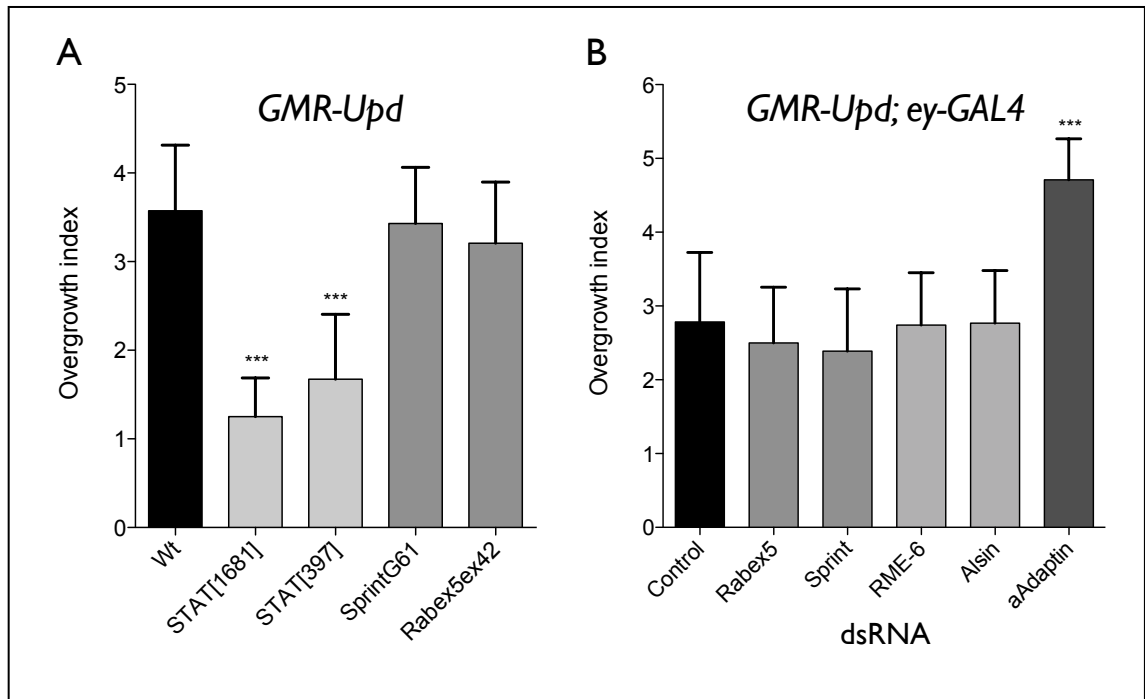 A
GMR-Upd
Overgrowth index
5
4
3
2
1
0
***
***
Wt
STAT[1681]
STAT[397]
SprintG61
Rabex5ex42
B
GMR-Upd; ey-GAL4
Overgrowth index
6
5
4
3
2
1
0
***
Control
Rabex5
Sprint
RME-6
Alsin
aAdaptin
dsRNA